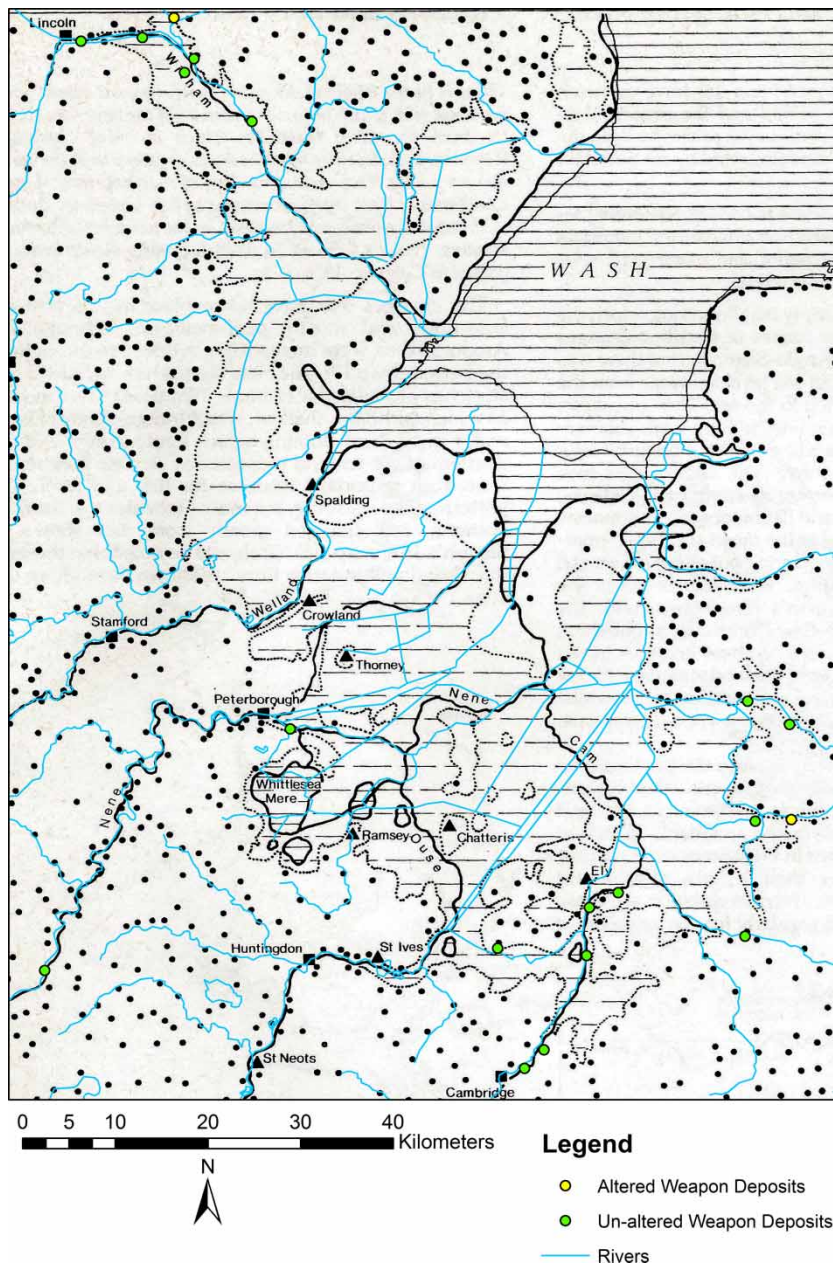 Lincoln
Witham
WASH
Spalding
Welland
Crowland
Stamford
Thorney
Peterborough
Nene
Cam
Whittlesea
Mere
Nene
Ramsey
Chatteris
Ouse
Ely
Huntingdon
St Ives
St Neots
Cambridge
0 5 10 20 30 40
Kilometers
N
Legend
Altered Weapon Deposits
Un-altered Weapon Deposits
Rivers